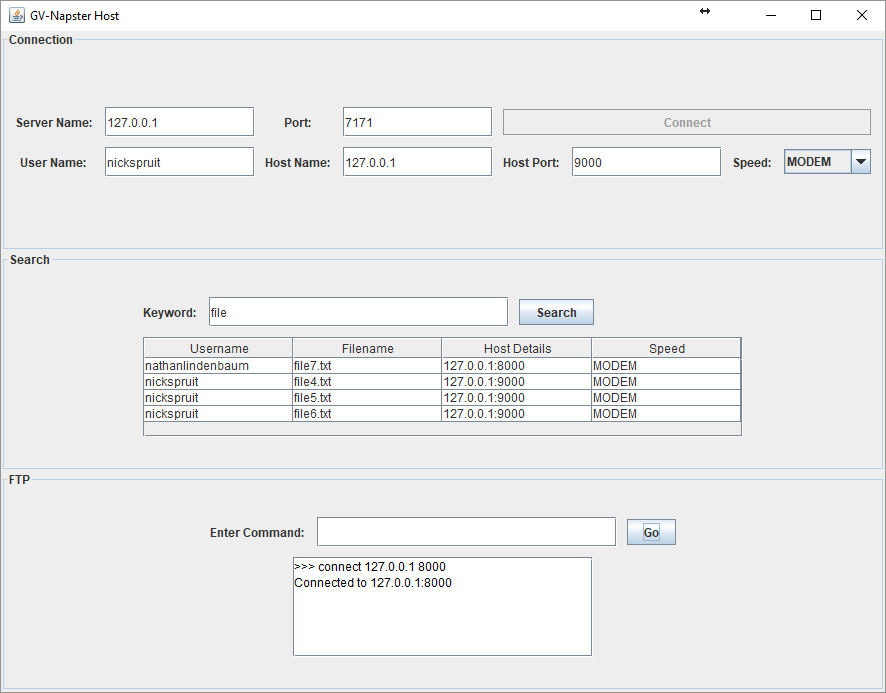 GV-Napster Host
Connection
Server Name: 127.0.0.1 Port: 7171 Connect
User Name: nickspruit Host Name: 127.0.0.1 Host Port: 9000 Speed: MODEM
Search
Keyword: file Search
Username Filename Host Details Speed
nathanlindenbaum file7.txt 127.0.0.1:8000 MODEM
nickspruit file4.txt 127.0.0.1:9000 MODEM
nickspruit file5.txt 127.0.0.1:9000 MODEM
nickspruit file6.txt 127.0.0.1:9000 MODEM
FTP
Enter Command: Go
>>> connect 127.0.0.1 8000
Connected to 127.0.0.1:8000